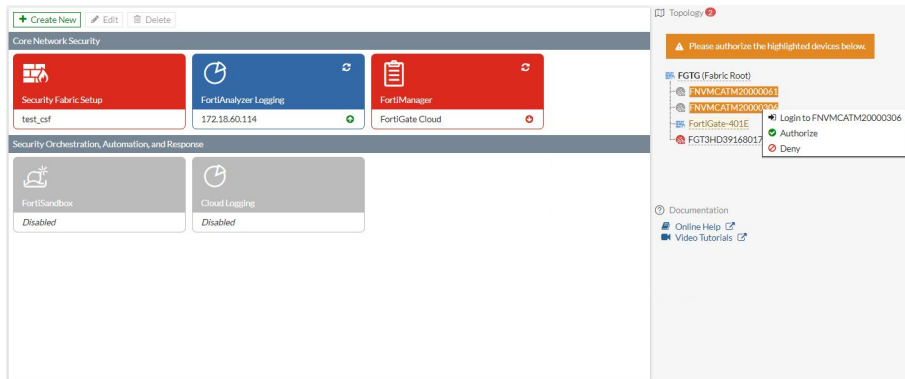 Create New Edit Delete
Core Network Security
Security Fabric Setup
test_csf
FortiAnalyzer Logging
172.18.60.114
FortiManager
FortiGate Cloud
Security Orchestration, Automation, and Response
FortiSandbox
Disabled
Cloud Logging
Disabled
Topology 2
Please authorize the highlighted devices below.
FGTG (Fabric Root)
FNVMCATM20000061
FNVMCATM20000306
FortiGate-401E
FGT3HD39168017
Login to FNVMCATM20000306
Authorize
Deny
Documentation
Online Help
Video Tutorials